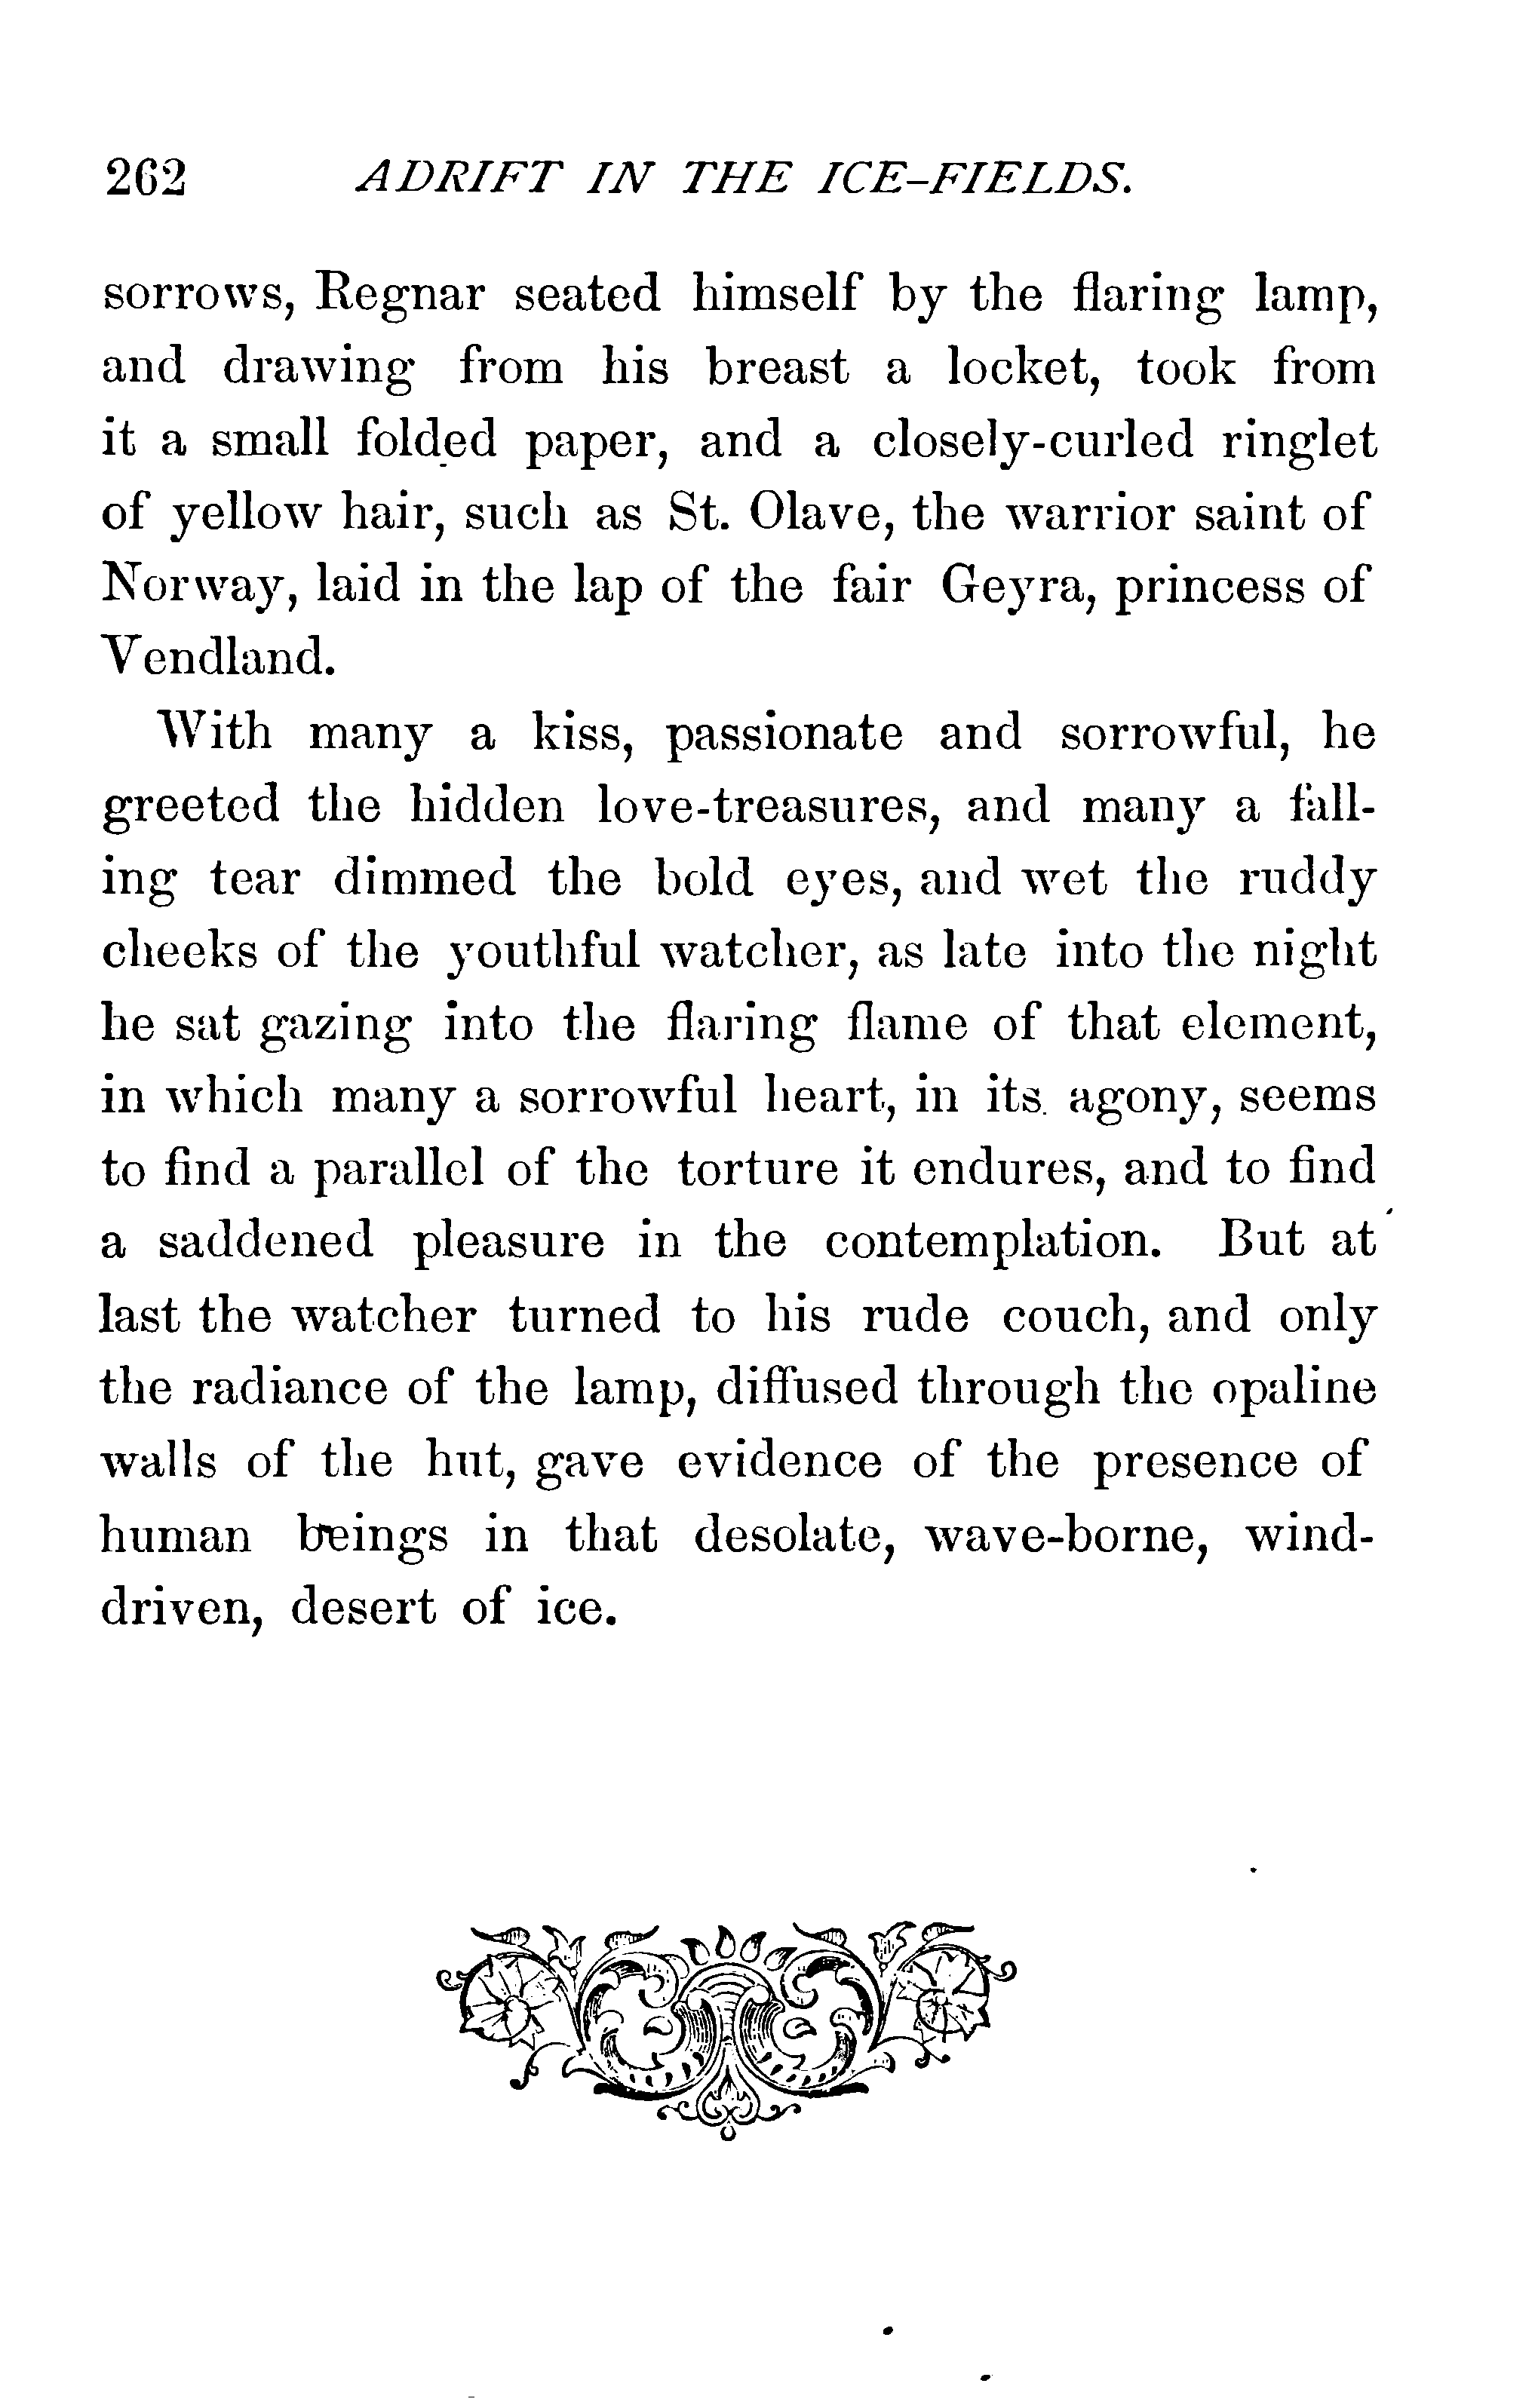 262 ADRIFT IN THE ICE-FIELDS.
sorrows, Regnar seated himself by the flaring lamp,
and drawing from his breast a locket, took from
it a small folded paper, and a closely-curled ringlet
of yellow hair, such as St. Olave, the warrior saint of
Norway, laid in the lap of the fair Geyra, princess of
Vendland.
With many a kiss, passionate and sorrowful, he
greeted the hidden love-treasures, and many a fall-
ing tear dimmed the bold eyes, and wet the ruddy
cheeks of the youthful watcher, as late into the night
he sat gazing into the flaring flame of that element,
in which many a sorrowful heart, in its agony, seems
to find a parallel of the torture it endures, and to find
a saddened pleasure in the contemplation. But at
last the watcher turned to his rude couch, and only
the radiance of the lamp, diffused through the opaline
walls of the hut, gave evidence of the presence of
human beings in that desolate, wave-borne, wind-
driven, desert of ice.